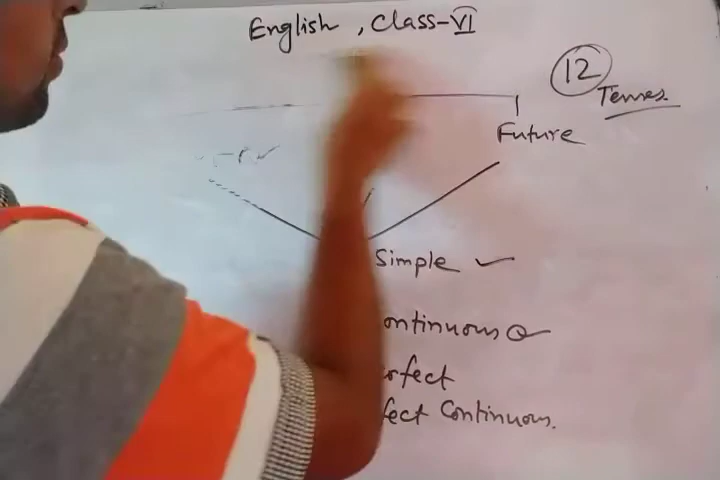 English, Class-VI
12
Tenses
Future
Simple
ontinuous
rfect
fect Continuous.